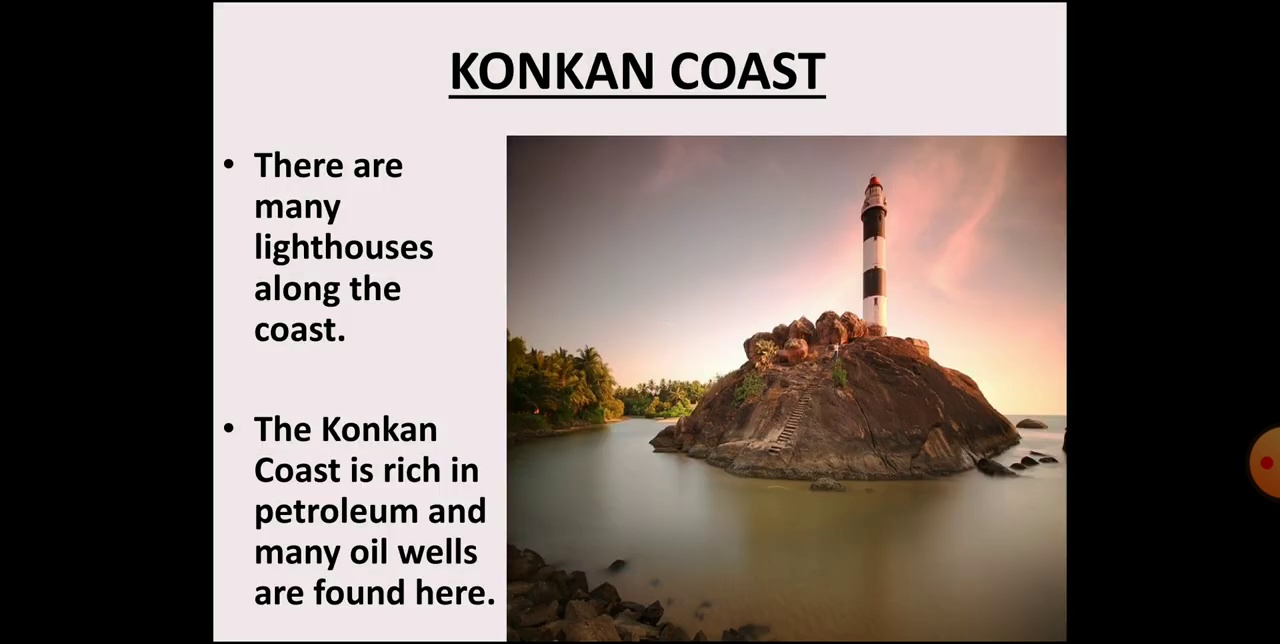 KONKAN COAST
• There are
many
lighthouses
along the
coast.
• The Konkan
Coast is rich in
petroleum and
many oil wells
are found here.